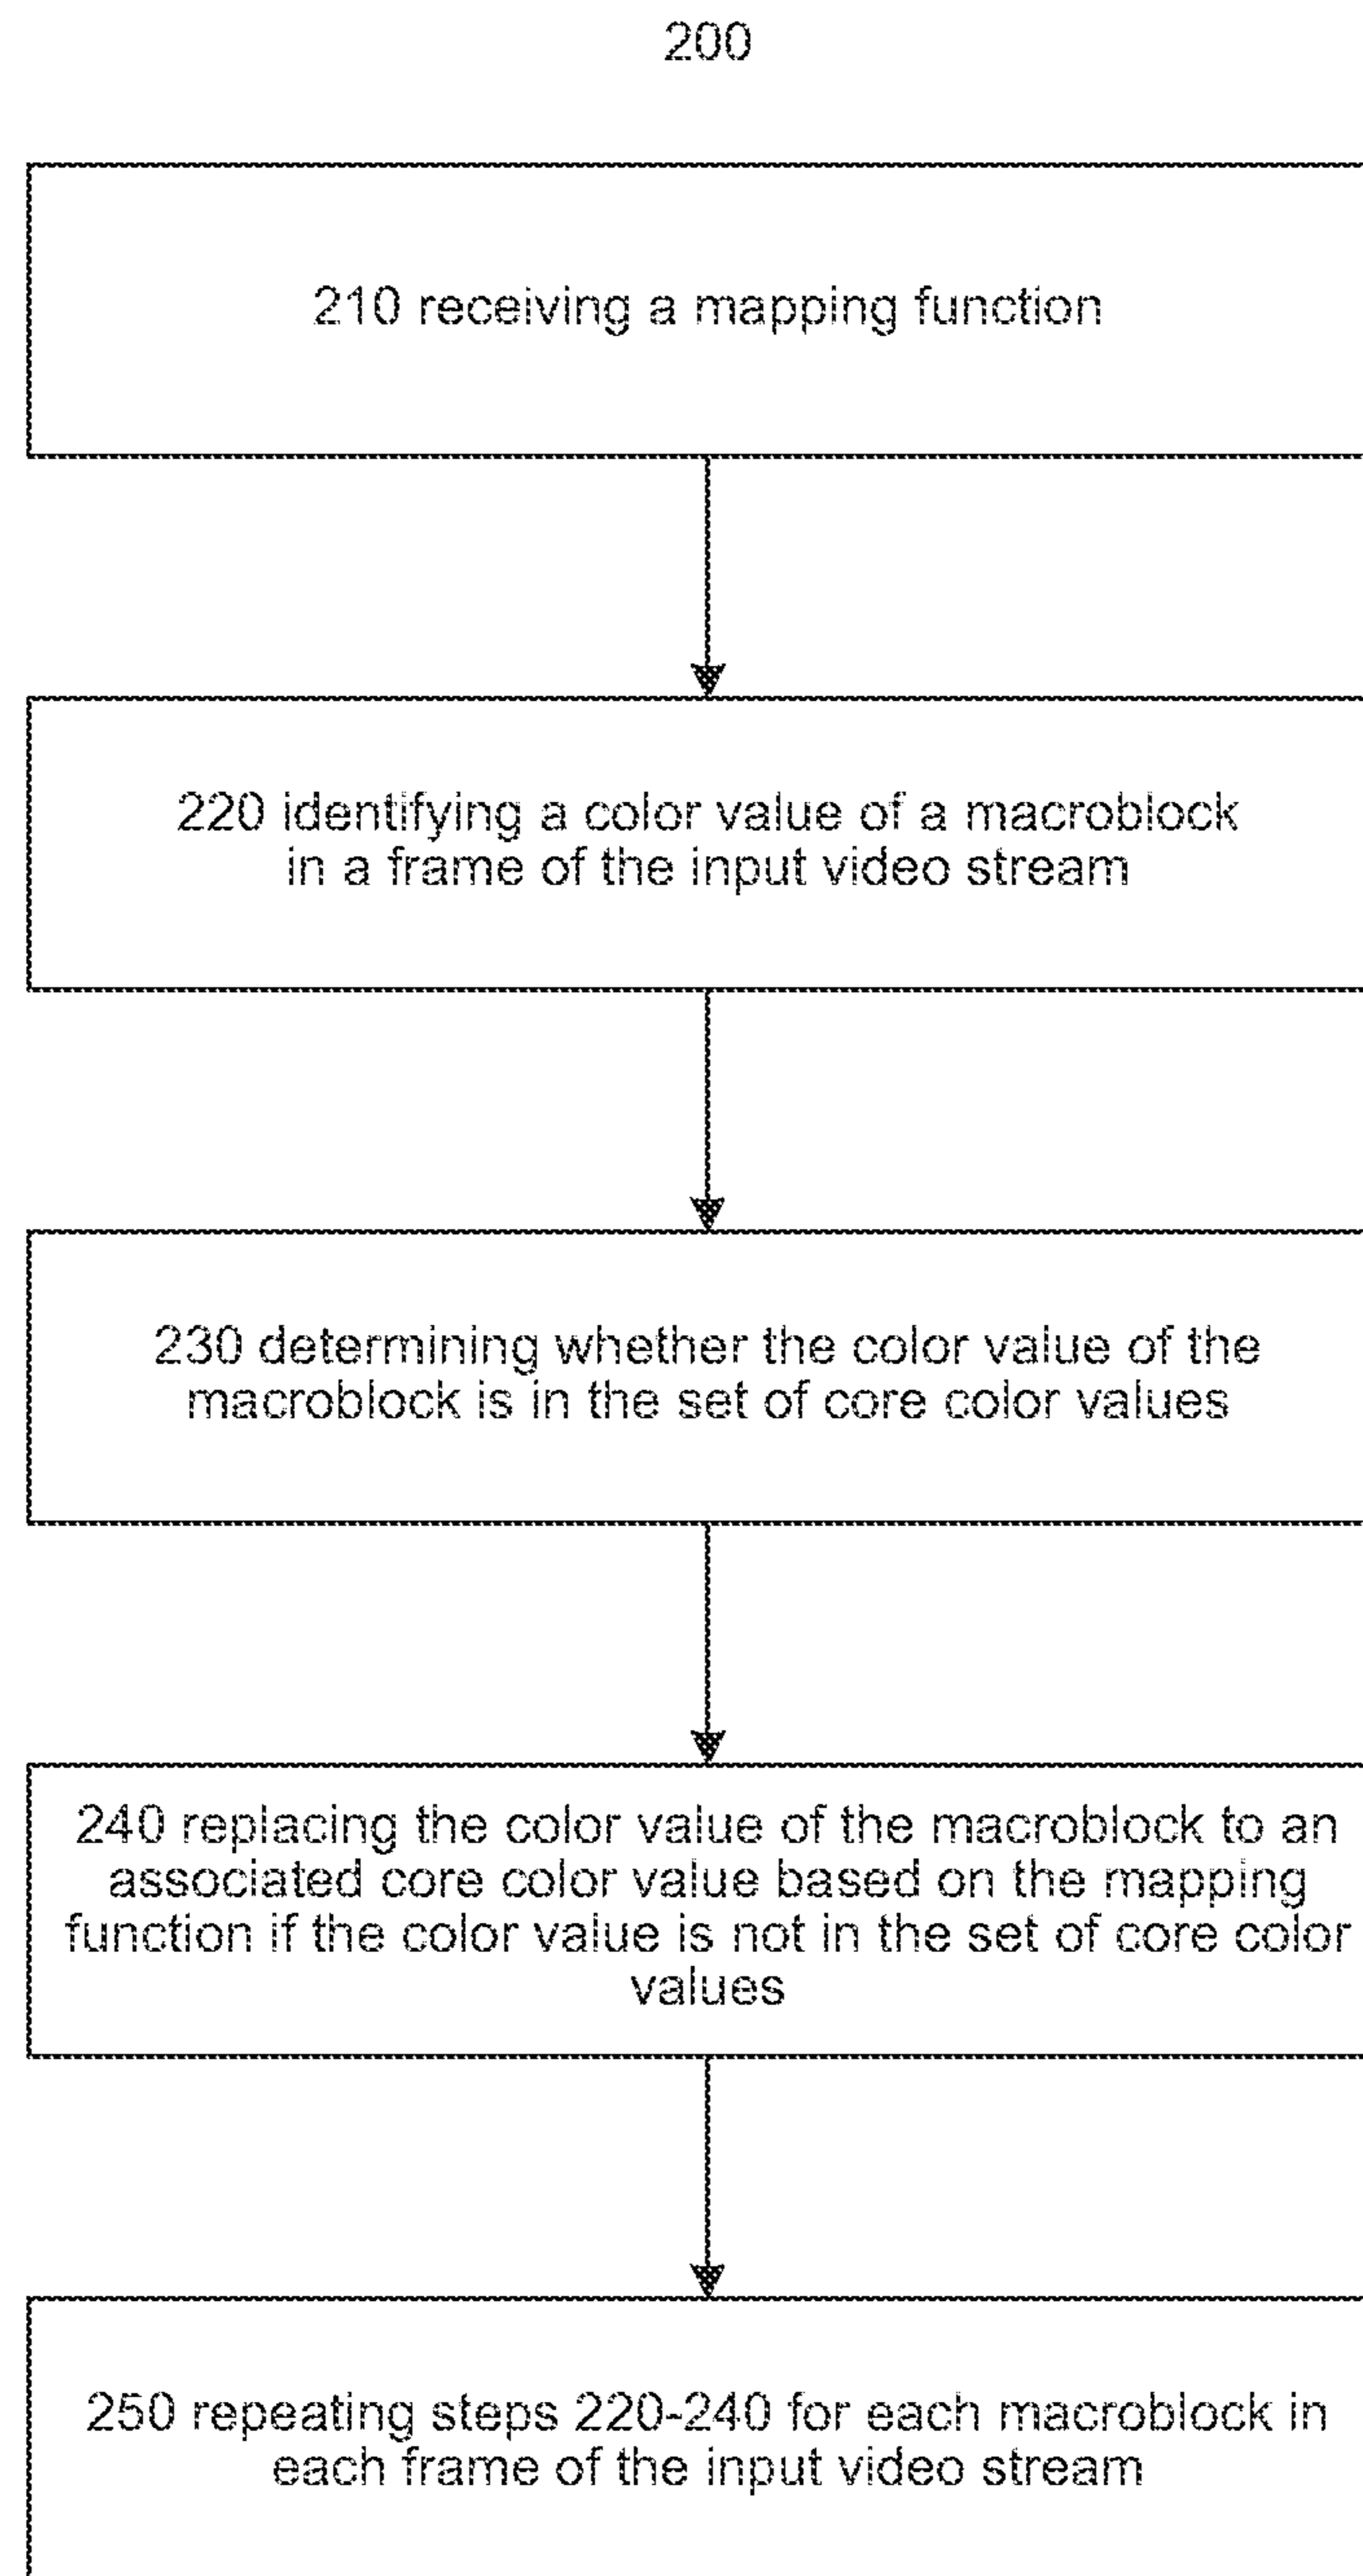 200
210 receiving a mapping function
220 identifying a color value of a macroblock
in a frame of the input video stream
230 determining whether the color value of the
macroblock is in the set of core color values
240 replacing the color value of the macroblock to an
associated core color value based on the mapping
function if the color value is not in the set of core color
values
250 repeating steps 220-240 for each macroblock in
each frame of the input video stream